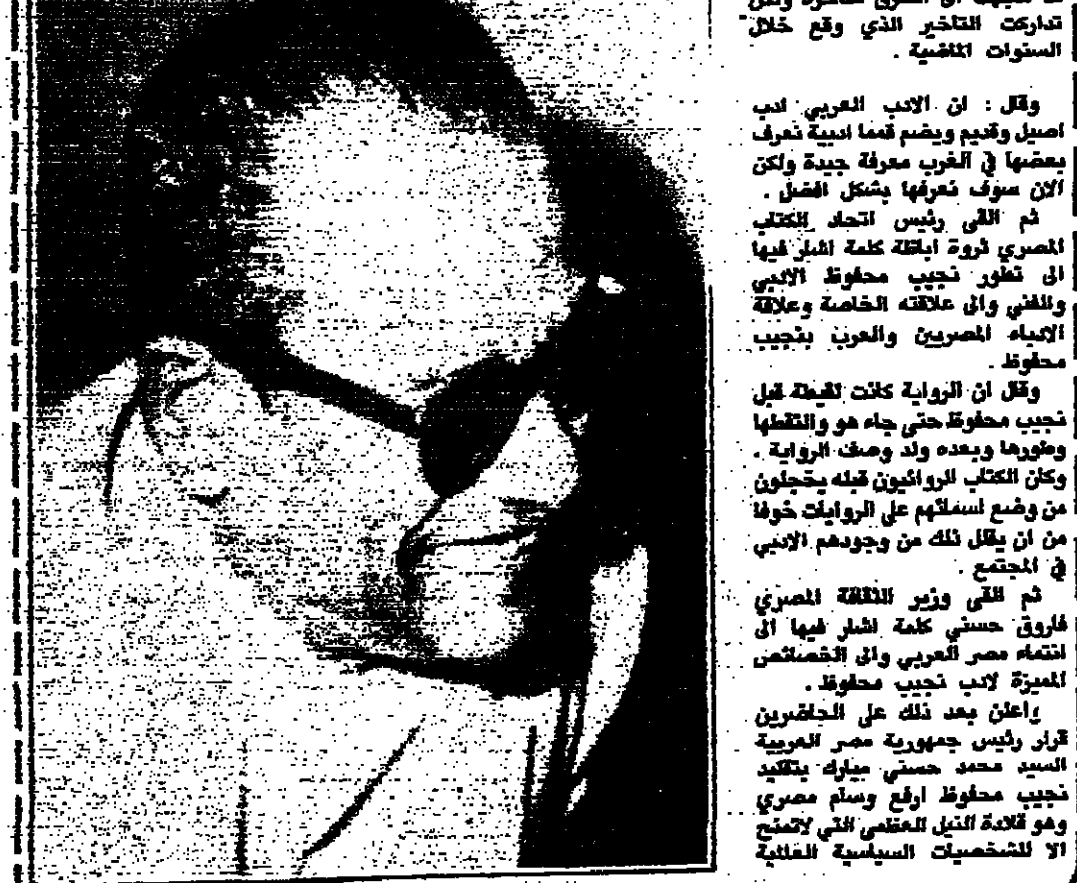 تداركت التاخير الذي وقع خلال
السنوات الماضية .
وقال : ان الادب العربي ادب
اصيل وقديم ويضم قمما ادبية نعرف
بعضها في الغرب معرفة جيدة ولكن
الان سوف نعرفها بشكل افضل .
ثم القى رئيس اتحاد الكتاب
المصري ثروة اباظة كلمة اشار فيها
الى تطور نجيب محفوظ الادبي
والفني والى علاقته الخاصة وعلاقة
الادباء المصريين والعرب بنجيب
محفوظ .
وقال ان الرواية كانت لقيطة قبل
نجيب محفوظ حتى جاء هو والتقطها
وطورها وبعده ولد وصف الرواية .
وكان الكتاب الروائيون قبله يخجلون
من وضع اسمائهم على الروايات خوفا
من ان يقلل ذلك من وجودهم الادبي
في المجتمع .
ثم القى وزير الثقافة المصري
فاروق حسني كلمة اشار فيها الى
انتماء مصر العربي والى الخصائص
المميزة لادب نجيب محفوظ .
واعلن بعد ذلك على الحاضرين
قرار رئيس جمهورية مصر العربية
السيد محمد حسني مبارك بتقليد
نجيب محفوظ ارفع وسام مصري
وهو قلادة النيل العظمى التي لاتمنح
الا للشخصيات السياسية العالمية